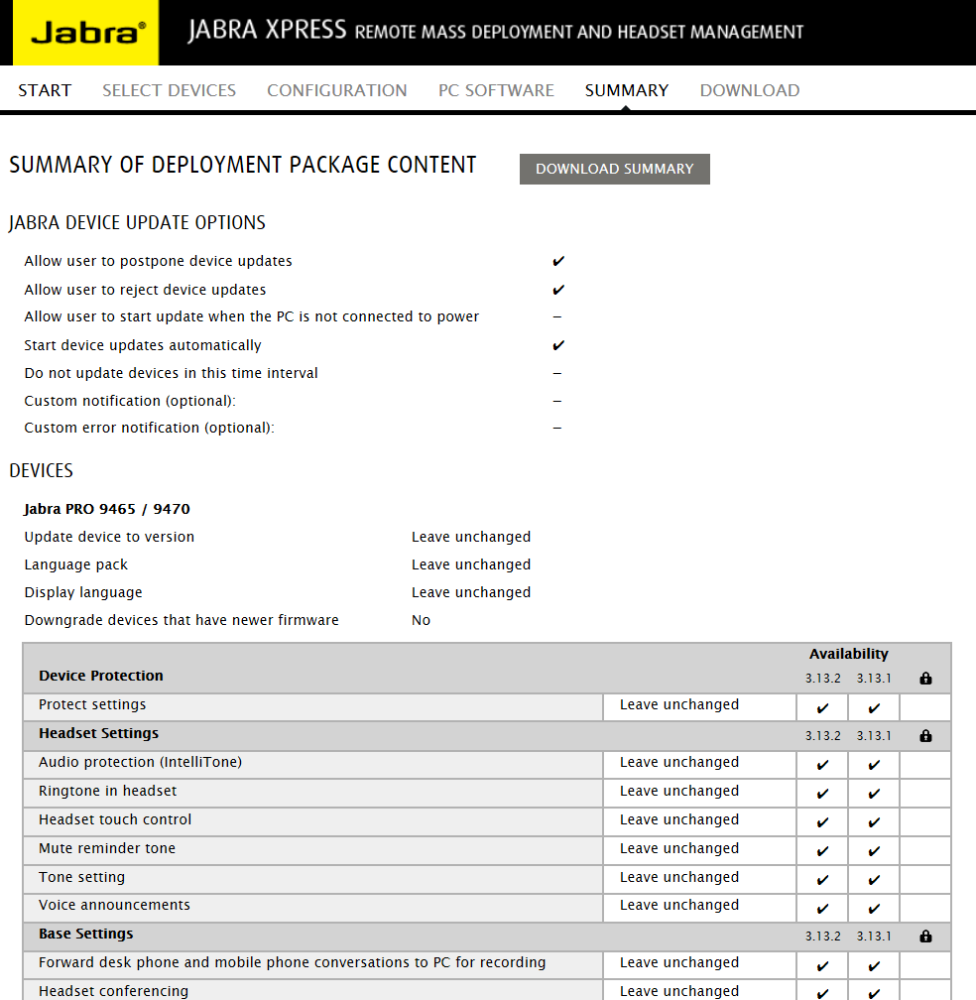 Jabra® JABRA XPRESS REMOTE MASS DEPLOYMENT AND HEADSET MANAGEMENT
START SELECT DEVICES CONFIGURATION PC SOFTWARE SUMMARY DOWNLOAD
SUMMARY OF DEPLOYMENT PACKAGE CONTENT DOWNLOAD SUMMARY
JABRA DEVICE UPDATE OPTIONS
Allow user to postpone device updates ✔
Allow user to reject device updates ✔
Allow user to start update when the PC is not connected to power –
Start device updates automatically ✔
Do not update devices in this time interval –
Custom notification (optional): –
Custom error notification (optional): –
DEVICES
Jabra PRO 9465 / 9470
Update device to version Leave unchanged
Language pack Leave unchanged
Display language Leave unchanged
Downgrade devices that have newer firmware No
Availability
Device Protection 3.13.2 3.13.1
Protect settings Leave unchanged ✔ ✔
Headset Settings 3.13.2 3.13.1
Audio protection (IntelliTone) Leave unchanged ✔ ✔
Ringtone in headset Leave unchanged ✔ ✔
Headset touch control Leave unchanged ✔ ✔
Mute reminder tone Leave unchanged ✔ ✔
Tone setting Leave unchanged ✔ ✔
Voice announcements Leave unchanged ✔ ✔
Base Settings 3.13.2 3.13.1
Forward desk phone and mobile phone conversations to PC for recording Leave unchanged ✔ ✔
Headset conferencing Leave unchanged ✔ ✔